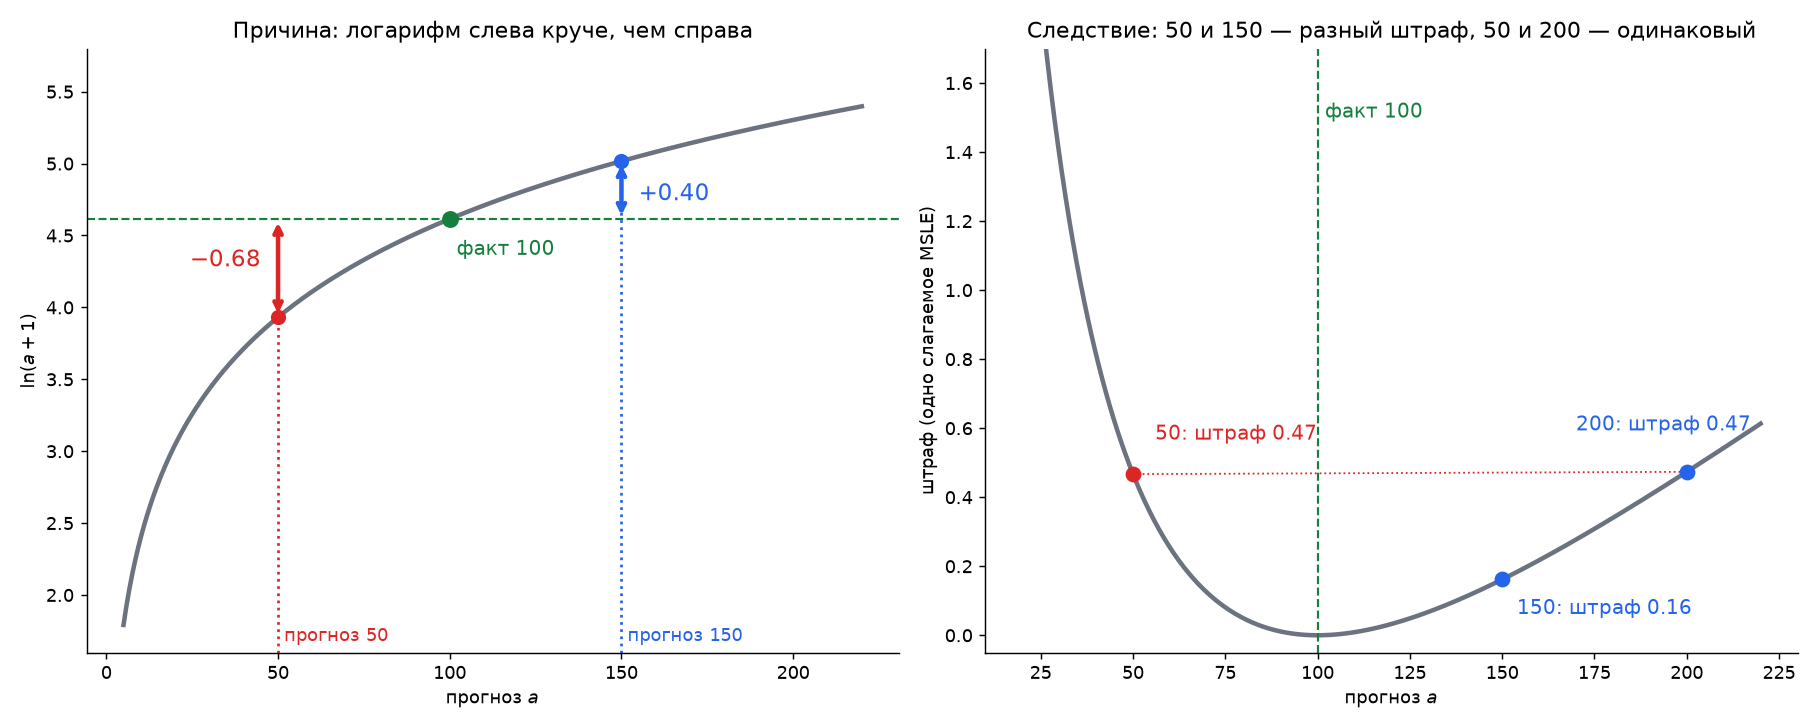 Причина: логарифм слева круче, чем справа
ln(a + 1)
5.5
5.0
4.5
4.0
3.5
3.0
2.5
2.0
−0.68
+0.40
факт 100
прогноз 50
прогноз 150
0
50
100
150
200
прогноз a
Следствие: 50 и 150 — разный штраф, 50 и 200 — одинаковый
штраф (одно слагаемое MSLE)
1.6
1.4
1.2
1.0
0.8
0.6
0.4
0.2
0.0
факт 100
50: штраф 0.47
200: штраф 0.47
150: штраф 0.16
25
50
75
100
125
150
175
200
225
прогноз a